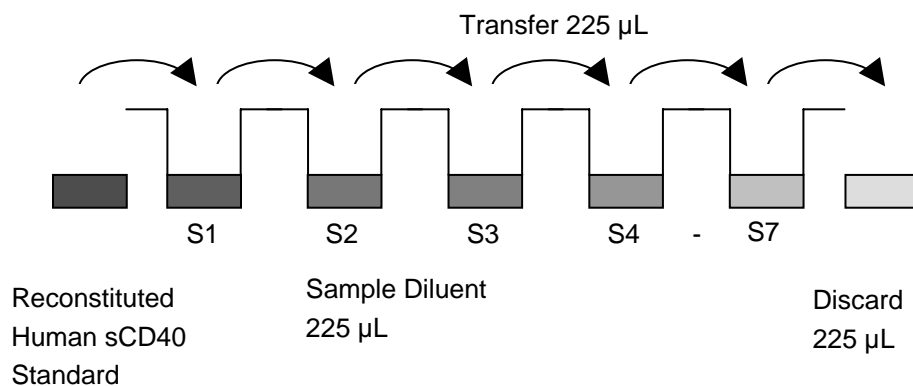 Transfer 225 µL
S1 S2 S3 S4 - S7
Reconstituted
Human sCD40
Standard
Sample Diluent
225 µL
Discard
225 µL